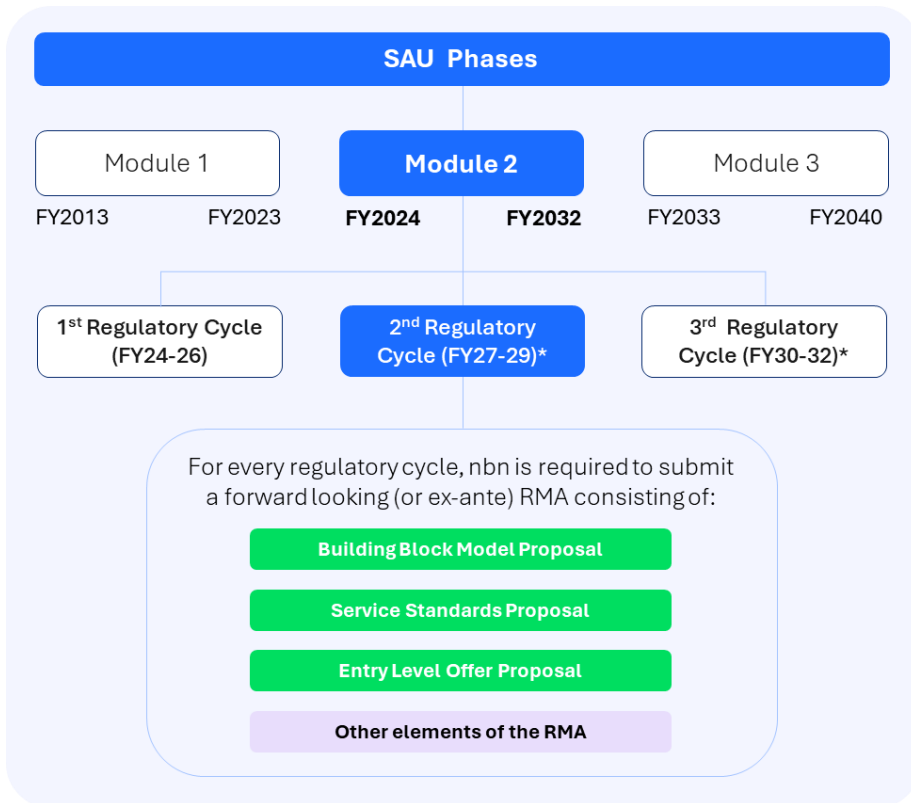 SAU Phases
Module 1
Module 2
Module 3
FY2013
FY2023
FY2024
FY2032
FY2033
FY2040
1st Regulatory Cycle
(FY24-26)
2nd Regulatory
Cycle (FY27-29)*
3rd Regulatory
Cycle (FY30-32)*
For every regulatory cycle, nbn is required to submit
a forward looking (or ex-ante) RMA consisting of:
Building Block Model Proposal
Service Standards Proposal
Entry Level Offer Proposal
Other elements of the RMA